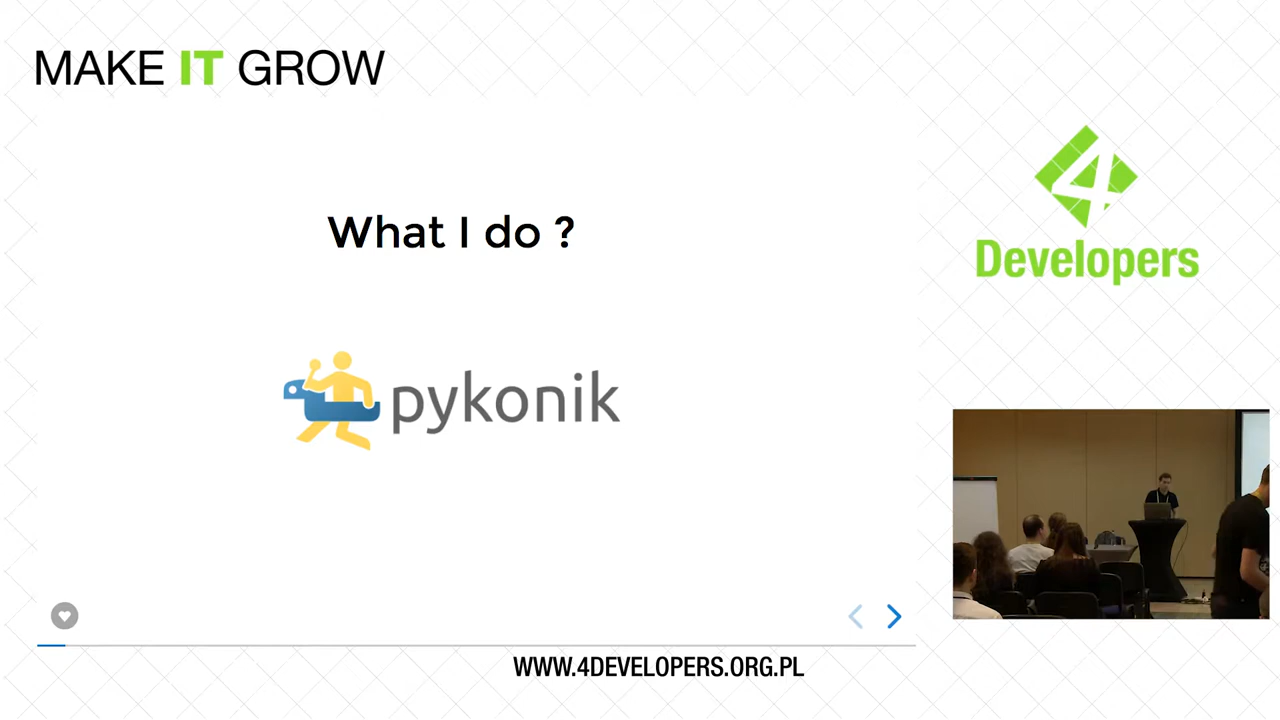 MAKE IT GROW
What I do ?
pykonik
4
Developers
WWW.4DEVELOPERS.ORG.PL